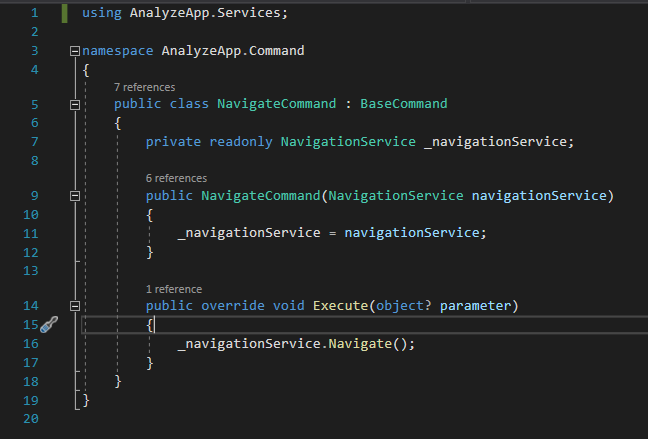 1 using AnalyzeApp.Services;
2
3 namespace AnalyzeApp.Command
4 {
7 references
5 public class NavigateCommand : BaseCommand
6 {
7 private readonly NavigationService _navigationService;
8
6 references
9 public NavigateCommand(NavigationService navigationService)
10 {
11 _navigationService = navigationService;
12 }
13
1 reference
14 public override void Execute(object? parameter)
15 {
16 _navigationService.Navigate();
17 }
18 }
19 }
20